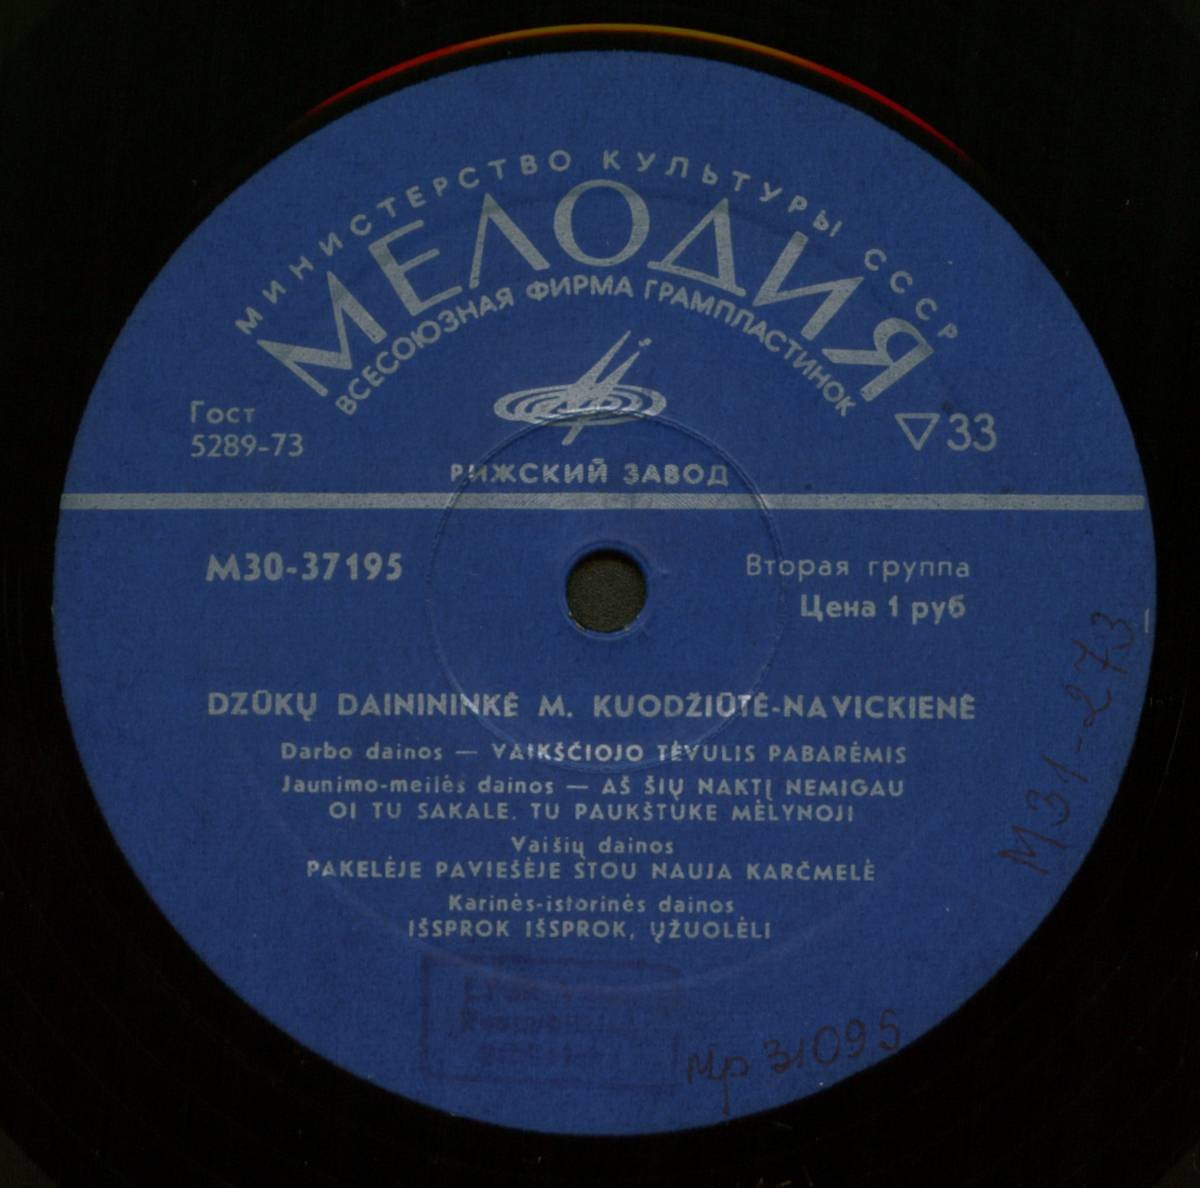 МИНИСТЕРСТВО КУЛЬТУРЫ СССР
МЕЛОДИЯ
ВСЕСОЮЗНАЯ ФИРМА ГРАМПЛАСТИНОК
Гост
5289-73
▽33
РИЖСКИЙ ЗАВОД
М30-37195
Вторая группа
Цена 1 руб
DZŪKŲ DAINININKĖ M. KUODŽIŪTĖ-NAVICKIENĖ
Darbo dainos — VAIKŠČIOJO TĖVULIS PABARĖMIS
Jaunimo-meilės dainos — AŠ ŠIŲ NAKTĮ NEMIGAU
OI TU SAKALE, TU PAUKŠTUKE MĖLYNOJI
Vaišių dainos
PAKELĖJE PAVIEŠĖJE STOU NAUJA KARČMELĖ
Karinės-istorinės dainos
IŠSPROK IŠSPROK, ŲŽUOLĖLI
М31-273
Мр 31095